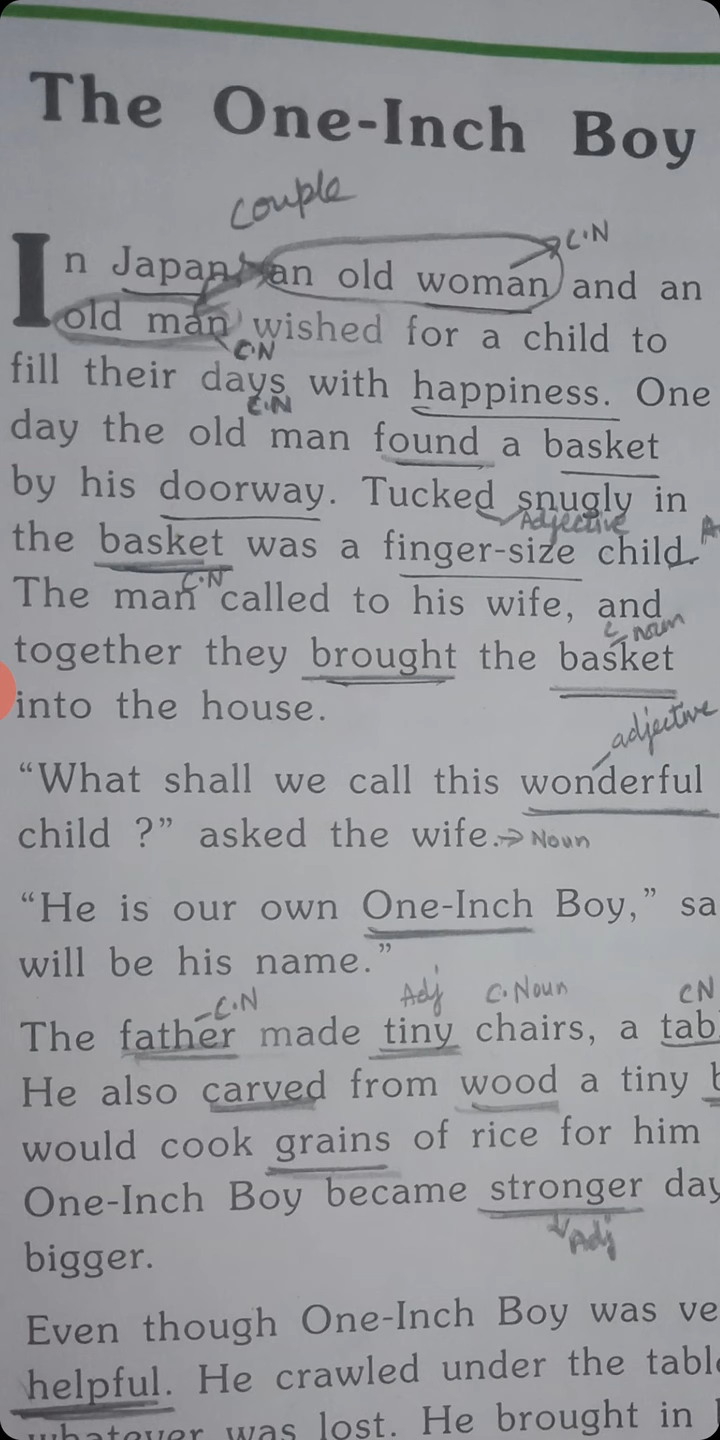 The One-Inch Boy
couple
C.N
In Japan, an old woman and an
old man wished for a child to
C.N
fill their days with happiness. One
C.N
day the old man found a basket
by his doorway. Tucked snugly in
Adjective
the basket was a finger-size child.
C.N
The man called to his wife, and
C noun
together they brought the basket
into the house.
adjective
“What shall we call this wonderful
child ?” asked the wife. → Noun
“He is our own One-Inch Boy,” sa
will be his name.”
C.N Adj C.Noun CN
The father made tiny chairs, a tab
He also carved from wood a tiny
would cook grains of rice for him
One-Inch Boy became stronger day
Adj
bigger.
Even though One-Inch Boy was ve
helpful. He crawled under the tabl
whatever was lost. He brought in